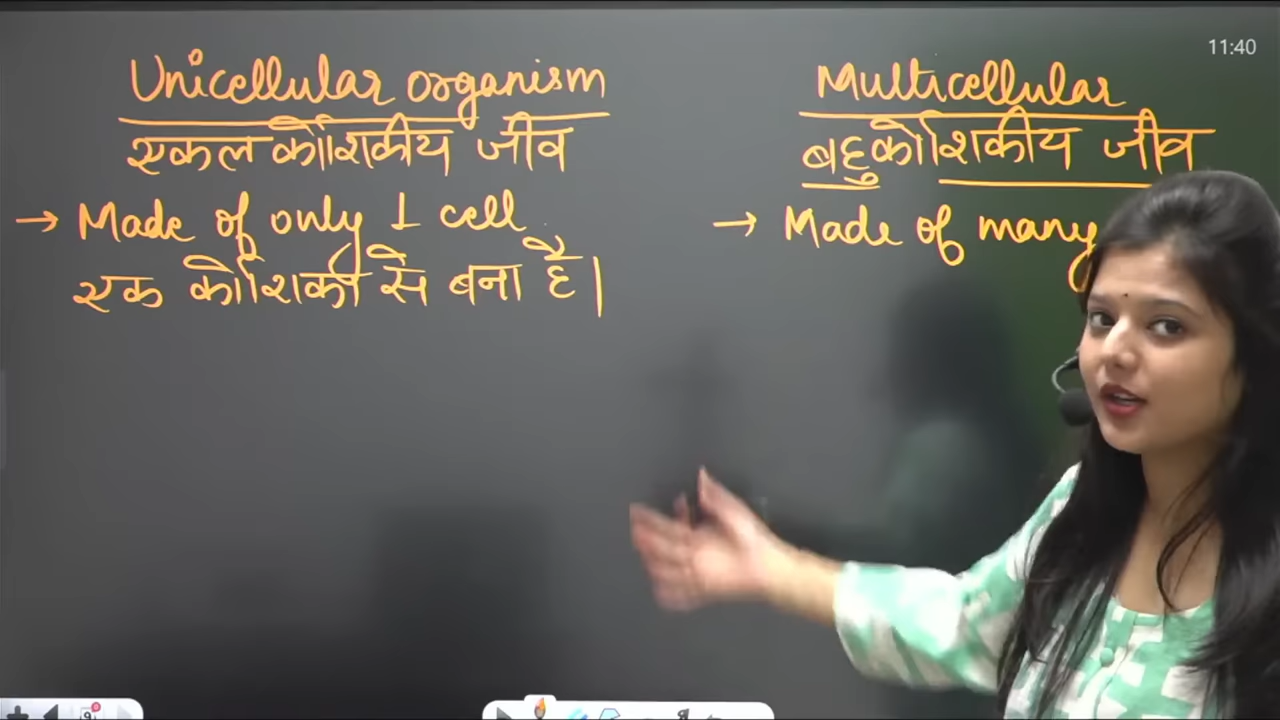 11:40
Unicellular organism
एकल कोशिकीय जीव
→ Made of only 1 cell
एक कोशिका से बना है।
Multicellular
बहुकोशिकीय जीव
→ Made of many